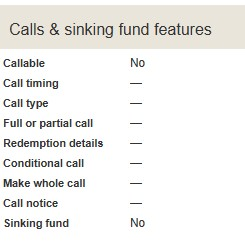 Calls & sinking fund features
Callable No
Call timing —
Call type —
Full or partial call —
Redemption details —
Conditional call —
Make whole call —
Call notice —
Sinking fund No